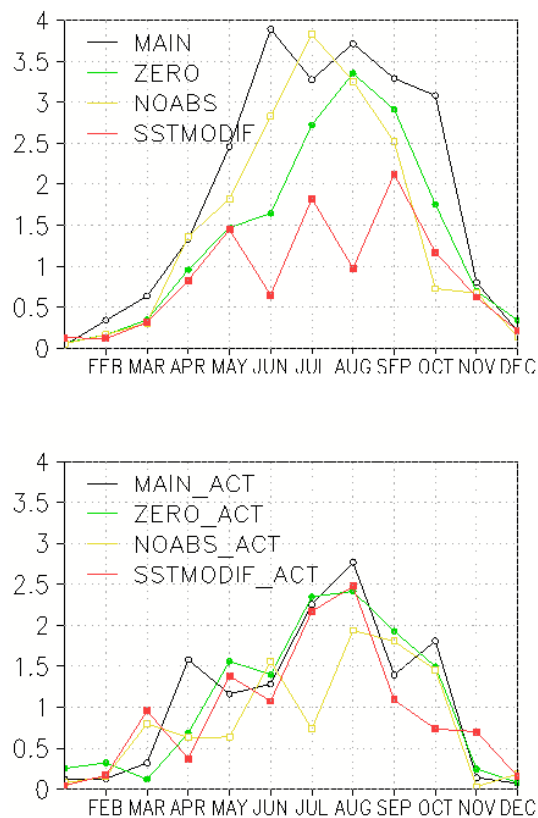 4
MAIN
3.5
ZERO
3
NOABS
2.5
SSTMODIF
2
1.5
1
0.5
0
FEB MAR APR MAY JUN JUL AUG SEP OCT NOV DEC
4
MAIN_ACT
3.5
ZERO_ACT
3
NOABS_ACT
2.5
SSTMODIF_ACT
2
1.5
1
0.5
0
FEB MAR APR MAY JUN JUL AUG SEP OCT NOV DEC